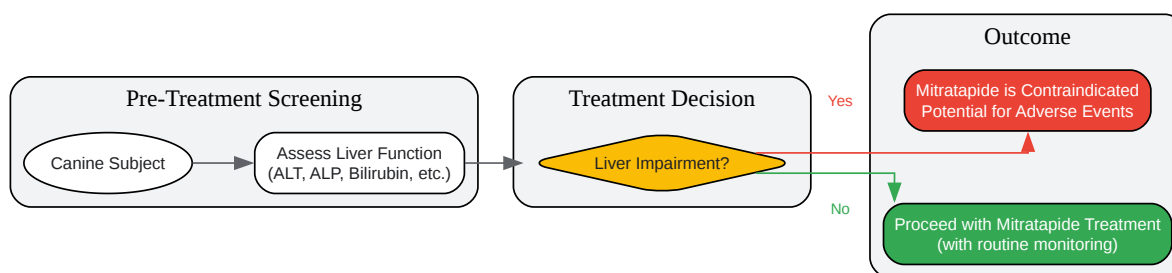 Pre-Treatment Screening
Canine Subject
Assess Liver Function
(ALT, ALP, Bilirubin, etc.)
Treatment Decision
Liver Impairment?
Yes
No
Outcome
Mitratapide is Contraindicated
Potential for Adverse Events
Proceed with Mitratapide Treatment
(with routine monitoring)